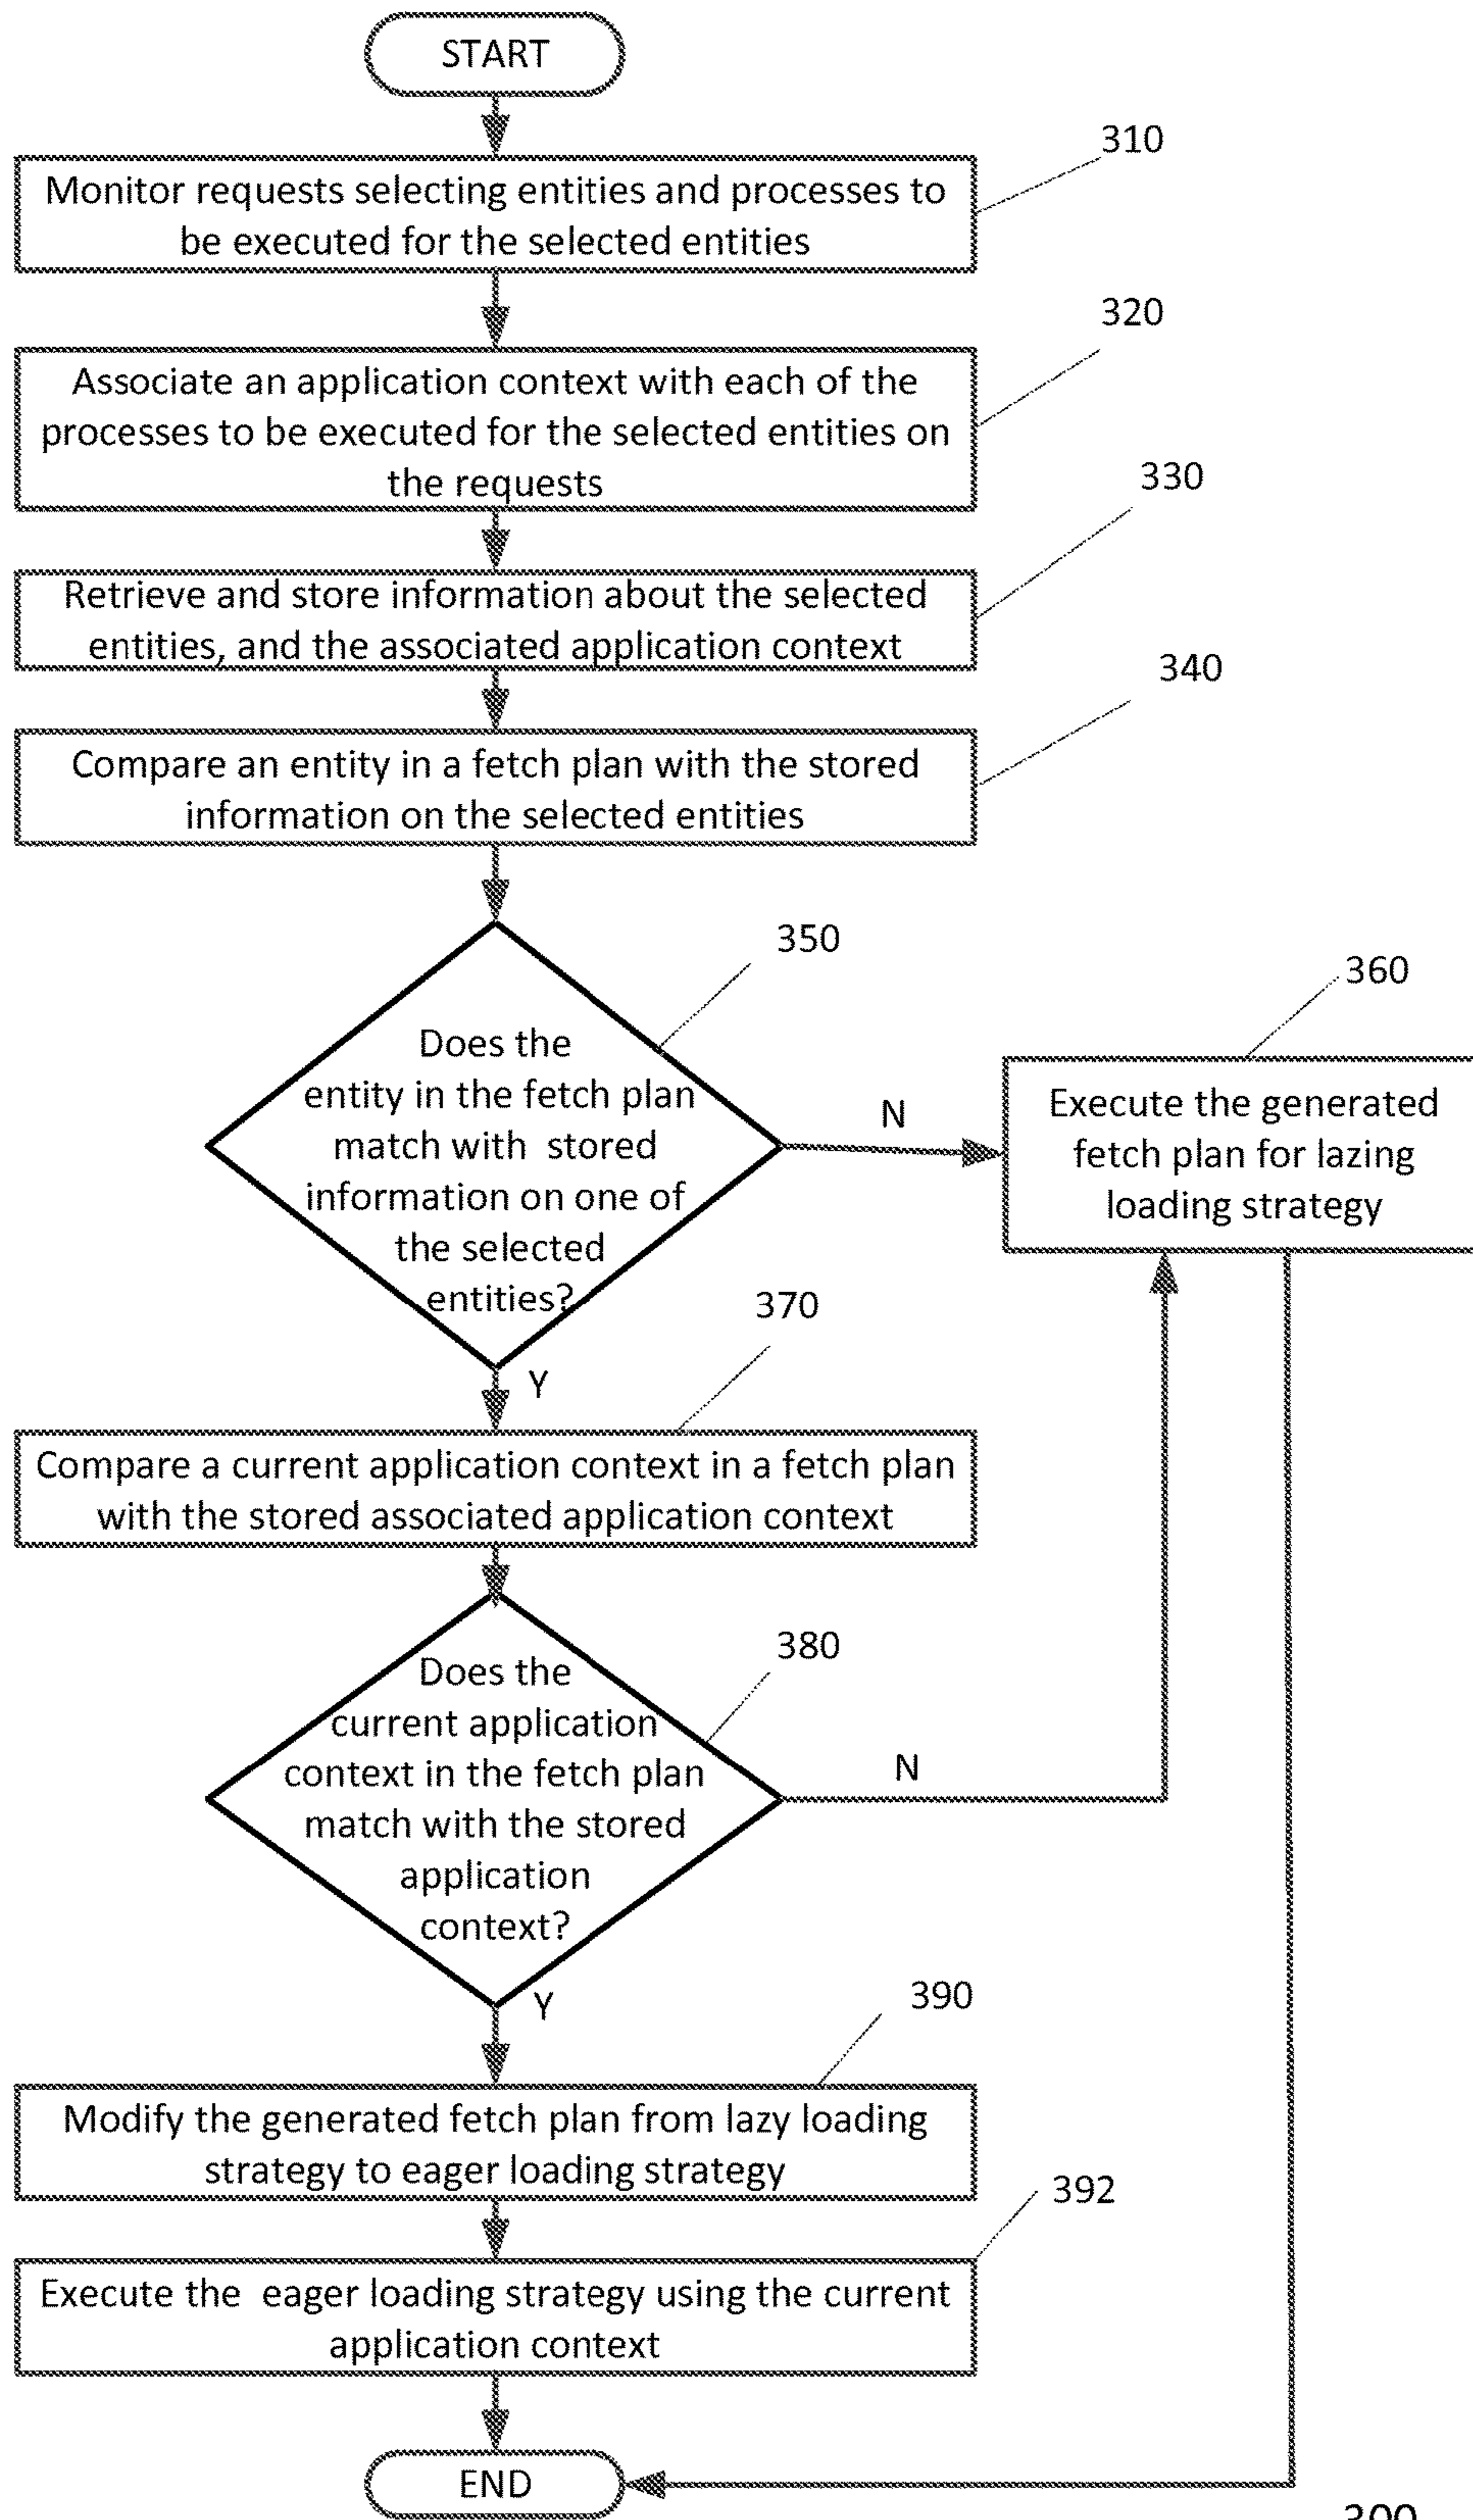 START
310
Monitor requests selecting entities and processes to
be executed for the selected entities
320
Associate an application context with each of the
processes to be executed for the selected entities on
the requests
330
Retrieve and store information about the selected
entities, and the associated application context
340
Compare an entity in a fetch plan with the stored
information on the selected entities
350
Does the
entity in the fetch plan
match with stored
information on one of
the selected
entities?
N
Y
360
Execute the generated
fetch plan for lazing
loading strategy
370
Compare a current application context in a fetch plan
with the stored associated application context
380
Does the
current application
context in the fetch plan
match with the stored
application
context?
N
Y
390
Modify the generated fetch plan from lazy loading
strategy to eager loading strategy
392
Execute the eager loading strategy using the current
application context
END